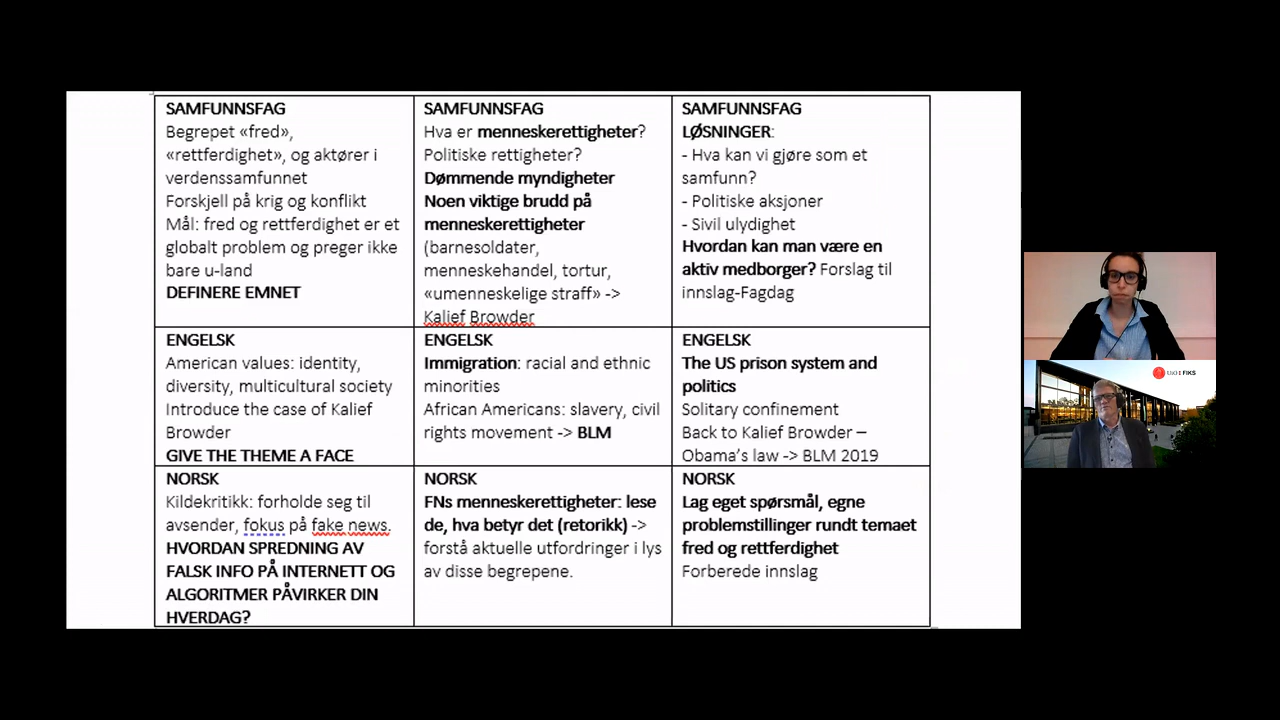 SAMFUNNSFAG
Begrepet «fred»,
«rettferdighet», og aktører i
verdenssamfunnet
Forskjell på krig og konflikt
Mål: fred og rettferdighet er et
globalt problem og preger ikke
bare u-land
DEFINERE EMNET
SAMFUNNSFAG
Hva er menneskerettigheter?
Politiske rettigheter?
Dømmende myndigheter
Noen viktige brudd på
menneskerettigheter
(barnesoldater,
menneskehandel, tortur,
«umenneskelige straff» ->
Kalief Browder
SAMFUNNSFAG
LØSNINGER:
- Hva kan vi gjøre som et
samfunn?
- Politiske aksjoner
- Sivil ulydighet
Hvordan kan man være en
aktiv medborger? Forslag til
innslag-Fagdag
ENGELSK
American values: identity,
diversity, multicultural society
Introduce the case of Kalief
Browder
GIVE THE THEME A FACE
ENGELSK
Immigration: racial and ethnic
minorities
African Americans: slavery, civil
rights movement -> BLM
ENGELSK
The US prison system and
politics
Solitary confinement
Back to Kalief Browder –
Obama’s law -> BLM 2019
NORSK
Kildekritikk: forholde seg til
avsender, fokus på fake news.
HVORDAN SPREDNING AV
FALSK INFO PÅ INTERNETT OG
ALGORITMER PÅVIRKER DIN
HVERDAG?
NORSK
FNs menneskerettigheter: lese
de, hva betyr det (retorikk) ->
forstå aktuelle utfordringer i lys
av disse begrepene.
NORSK
Lag eget spørsmål, egne
problemstillinger rundt temaet
fred og rettferdighet
Forberede innslag
UiO FIKS